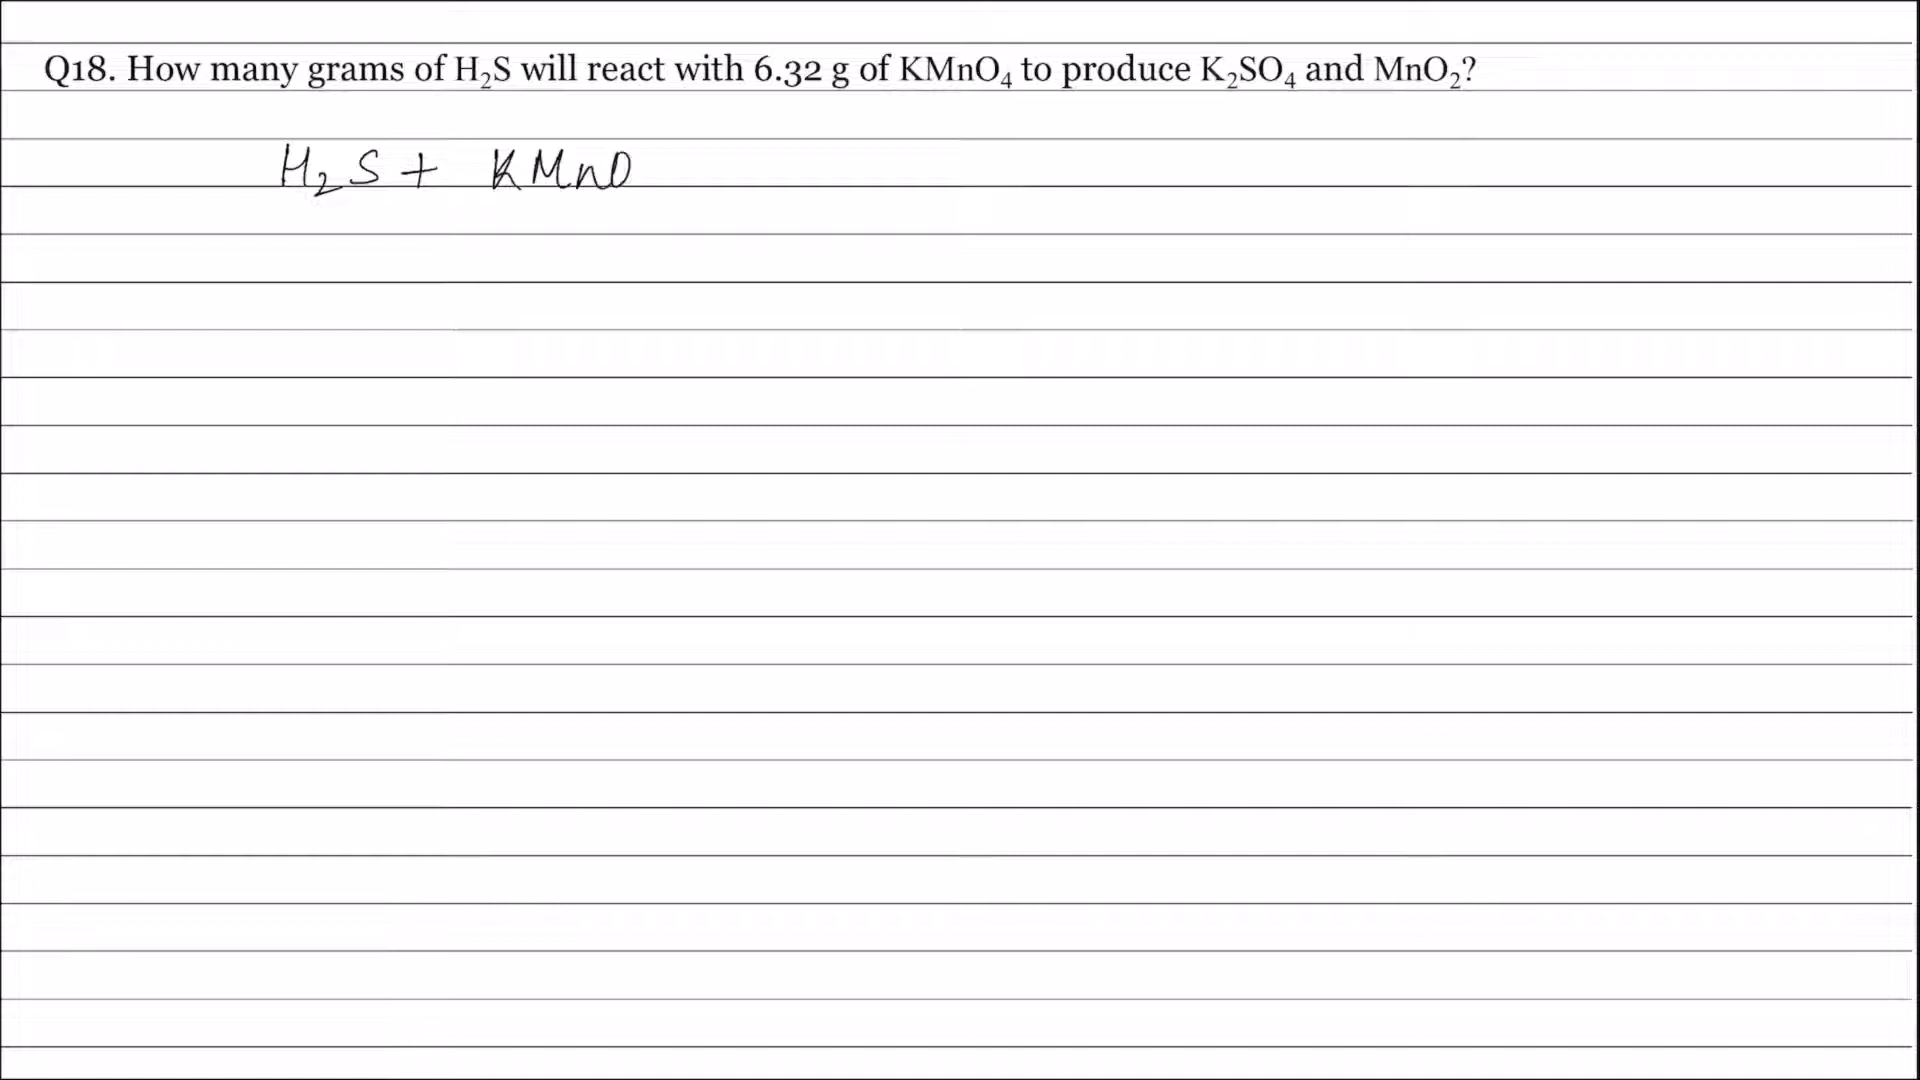 Q18. How many grams of H₂S will react with 6.32 g of KMnO₄ to produce K₂SO₄ and MnO₂?
H₂S + KMnO